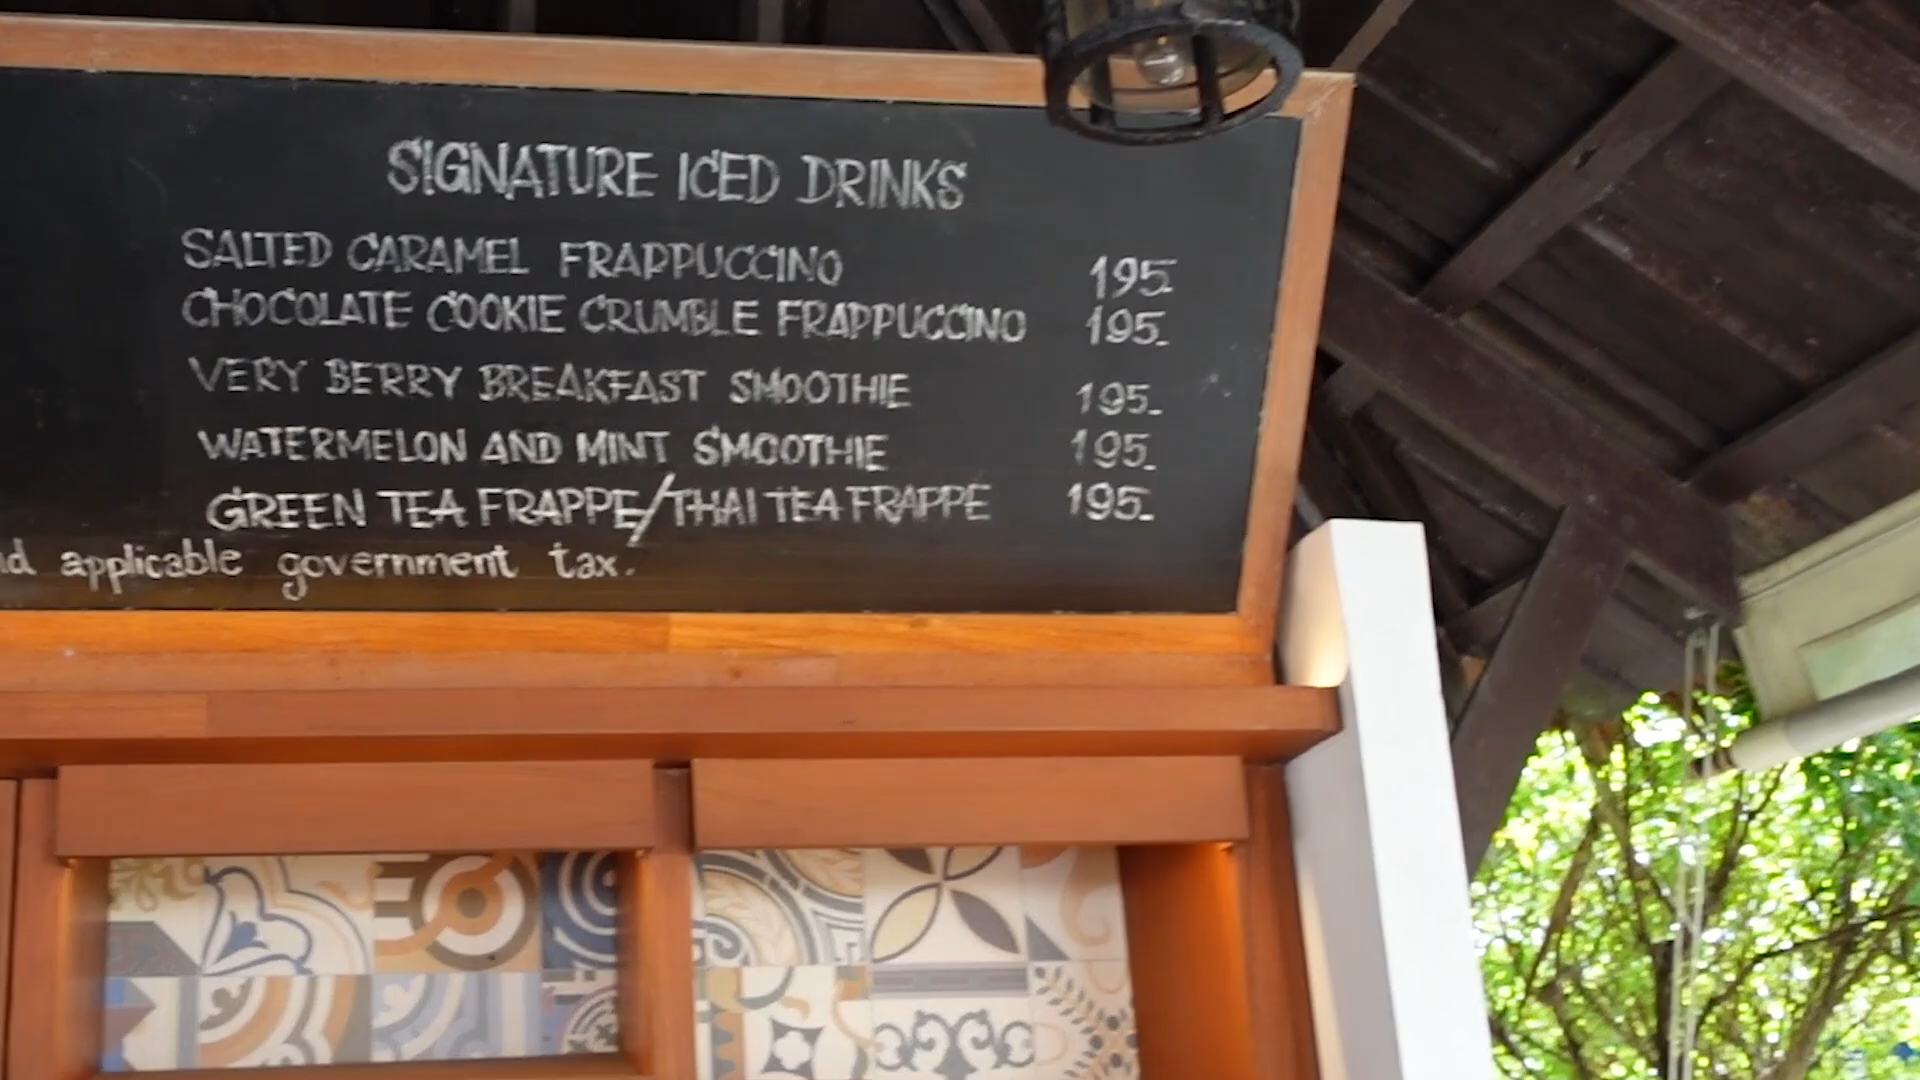 SIGNATURE ICED DRINKS
SALTED CARAMEL FRAPPUCCINO 195.
CHOCOLATE COOKIE CRUMBLE FRAPPUCCINO 195.
VERY BERRY BREAKFAST SMOOTHIE 195.
WATERMELON AND MINT SMOOTHIE 195.
GREEN TEA FRAPPE/THAI TEA FRAPPE 195.
applicable government tax.